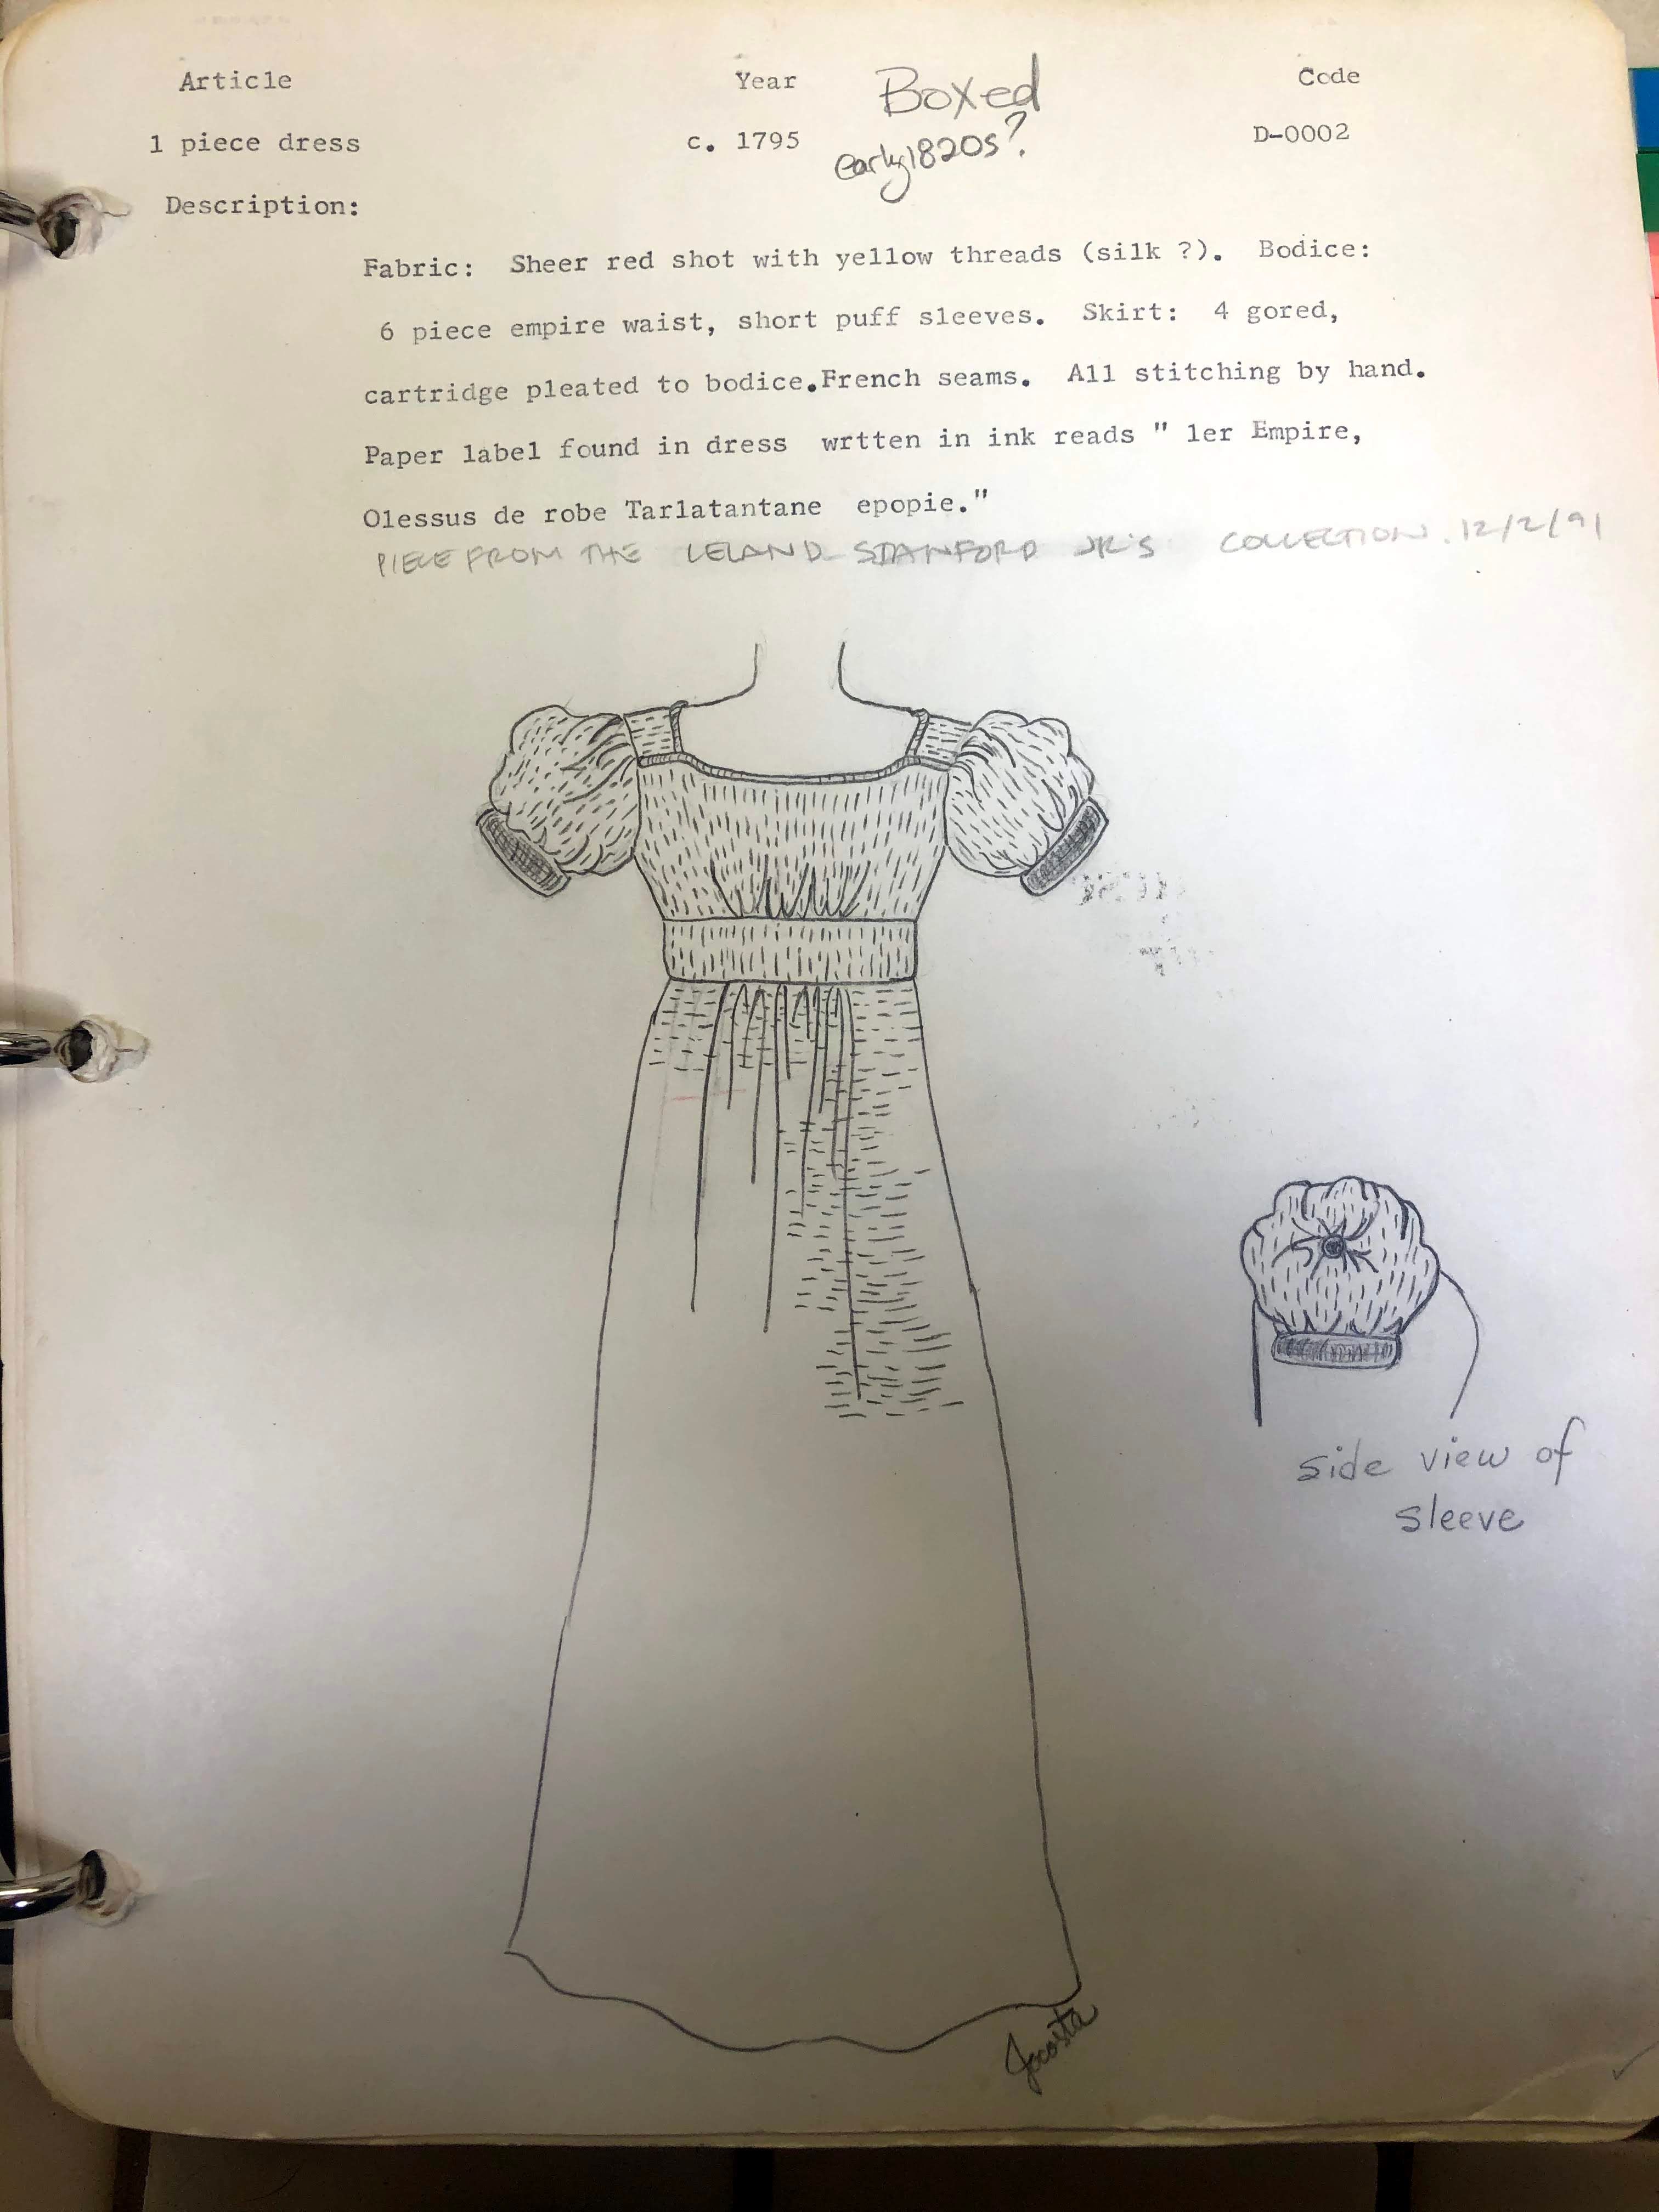 Article Year Boxed Code
1 piece dress c. 1795 early 1820s? D-0002
Description:
Fabric: Sheer red shot with yellow threads (silk ?). Bodice:
6 piece empire waist, short puff sleeves. Skirt: 4 gored,
cartridge pleated to bodice.French seams. All stitching by hand.
Paper label found in dress wrtten in ink reads " 1er Empire,
Olessus de robe Tarlatantane epopie."
PIECE FROM THE LELAND STANFORD JR'S COLLECTION. 12/2/91
side view of
sleeve
Jocosta